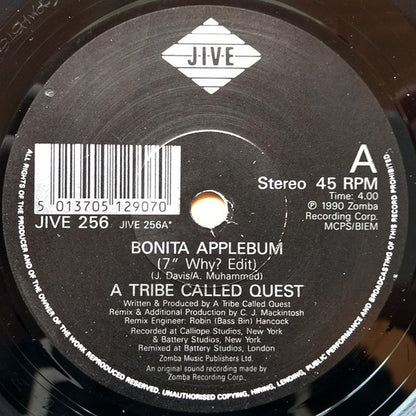 J·I·V·E
A
Stereo 45 RPM
Time: 4.00
℗ 1990 Zomba
Recording Corp.
MCPS/BIEM
5 013705 129070
JIVE 256 JIVE 256A*
BONITA APPLEBUM
(7" Why? Edit)
(J. Davis/A. Muhammed)
A TRIBE CALLED QUEST
Written & Produced by A Tribe Called Quest
Remix & Additional Production by C. J. Mackintosh
Remix Engineer: Robin (Bass Boy) Hancock
Recorded at Calliope Studios, New York
& Battery Studios, New York
Remixed at Battery Studios, London
Zomba Music Publishers Ltd.
An original sound recording made by
Zomba Recording Corp.
ALL RIGHTS OF THE PRODUCER AND OF THE OWNER OF THE WORK REPRODUCED RESERVED. UNAUTHORISED COPYING, HIRING, LENDING, PUBLIC PERFORMANCE AND BROADCASTING OF THIS RECORD PROHIBITED.